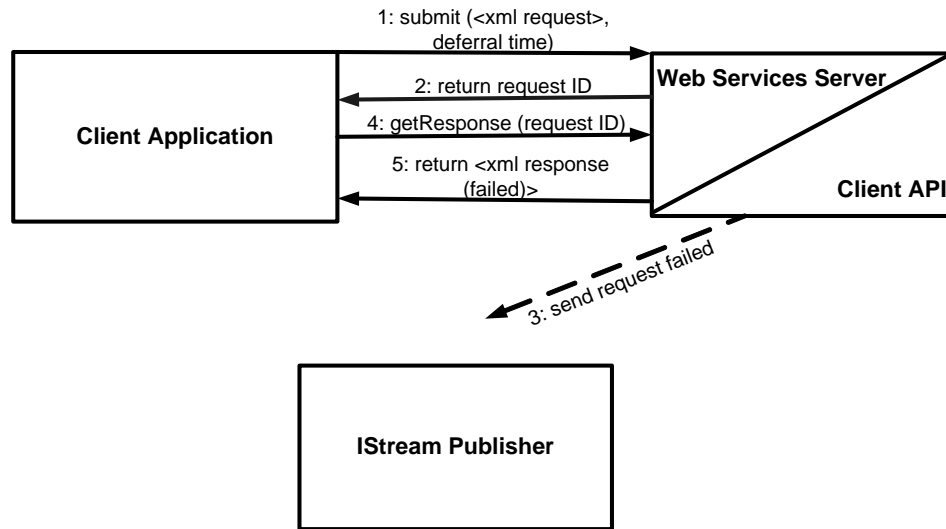 1: submit (<xml request>,
deferral time)
Web Services Server
2: return request ID
Client Application
4: getResponse (request ID)
5: return <xml response
(failed)>
Client API
3: send request failed
IStream Publisher